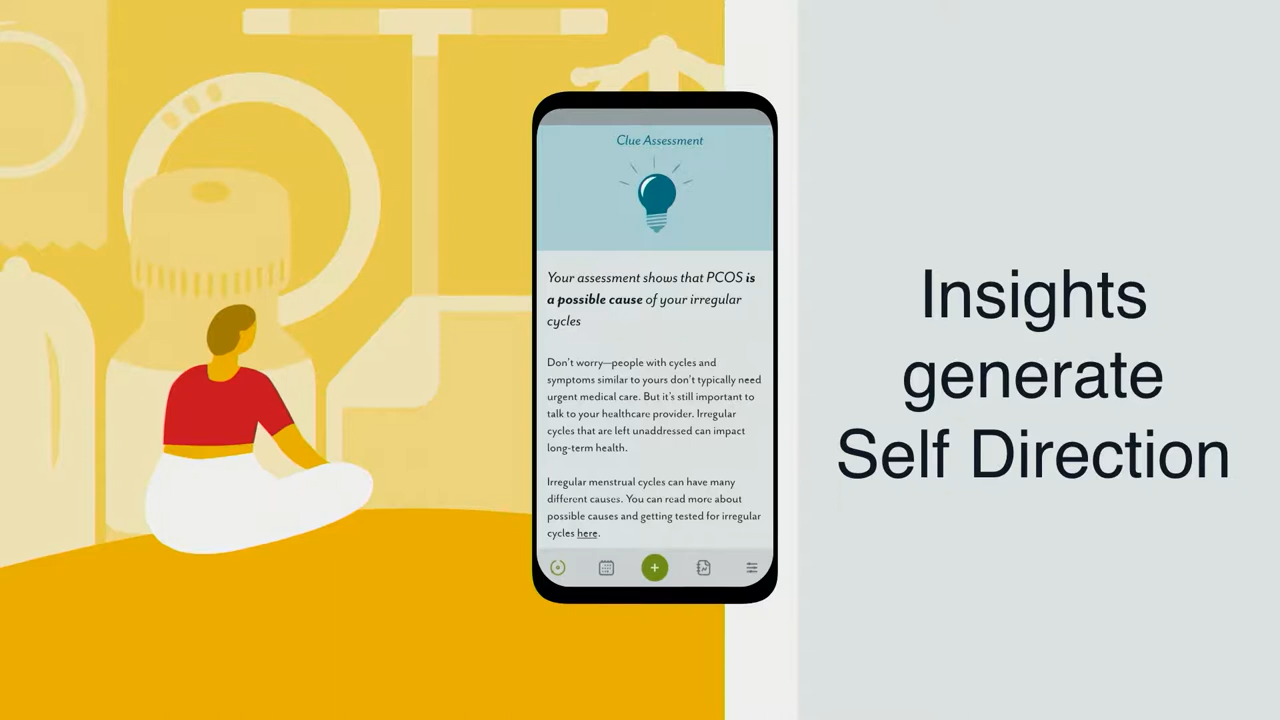 Clue Assessment
Your assessment shows that PCOS is
a possible cause of your irregular
cycles
Don't worry—people with cycles and
symptoms similar to yours don't typically need
urgent medical care. But it's still important to
talk to your healthcare provider. Irregular
cycles that are left unaddressed can impact
long-term health.
Irregular menstrual cycles can have many
different causes. You can read more about
possible causes and getting tested for irregular
cycles here.
Insights
generate
Self Direction